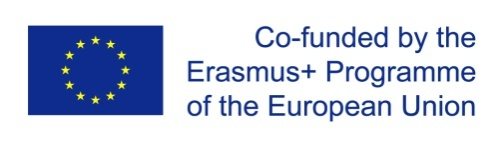 Co-funded by the
Erasmus+ Programme
of the European Union